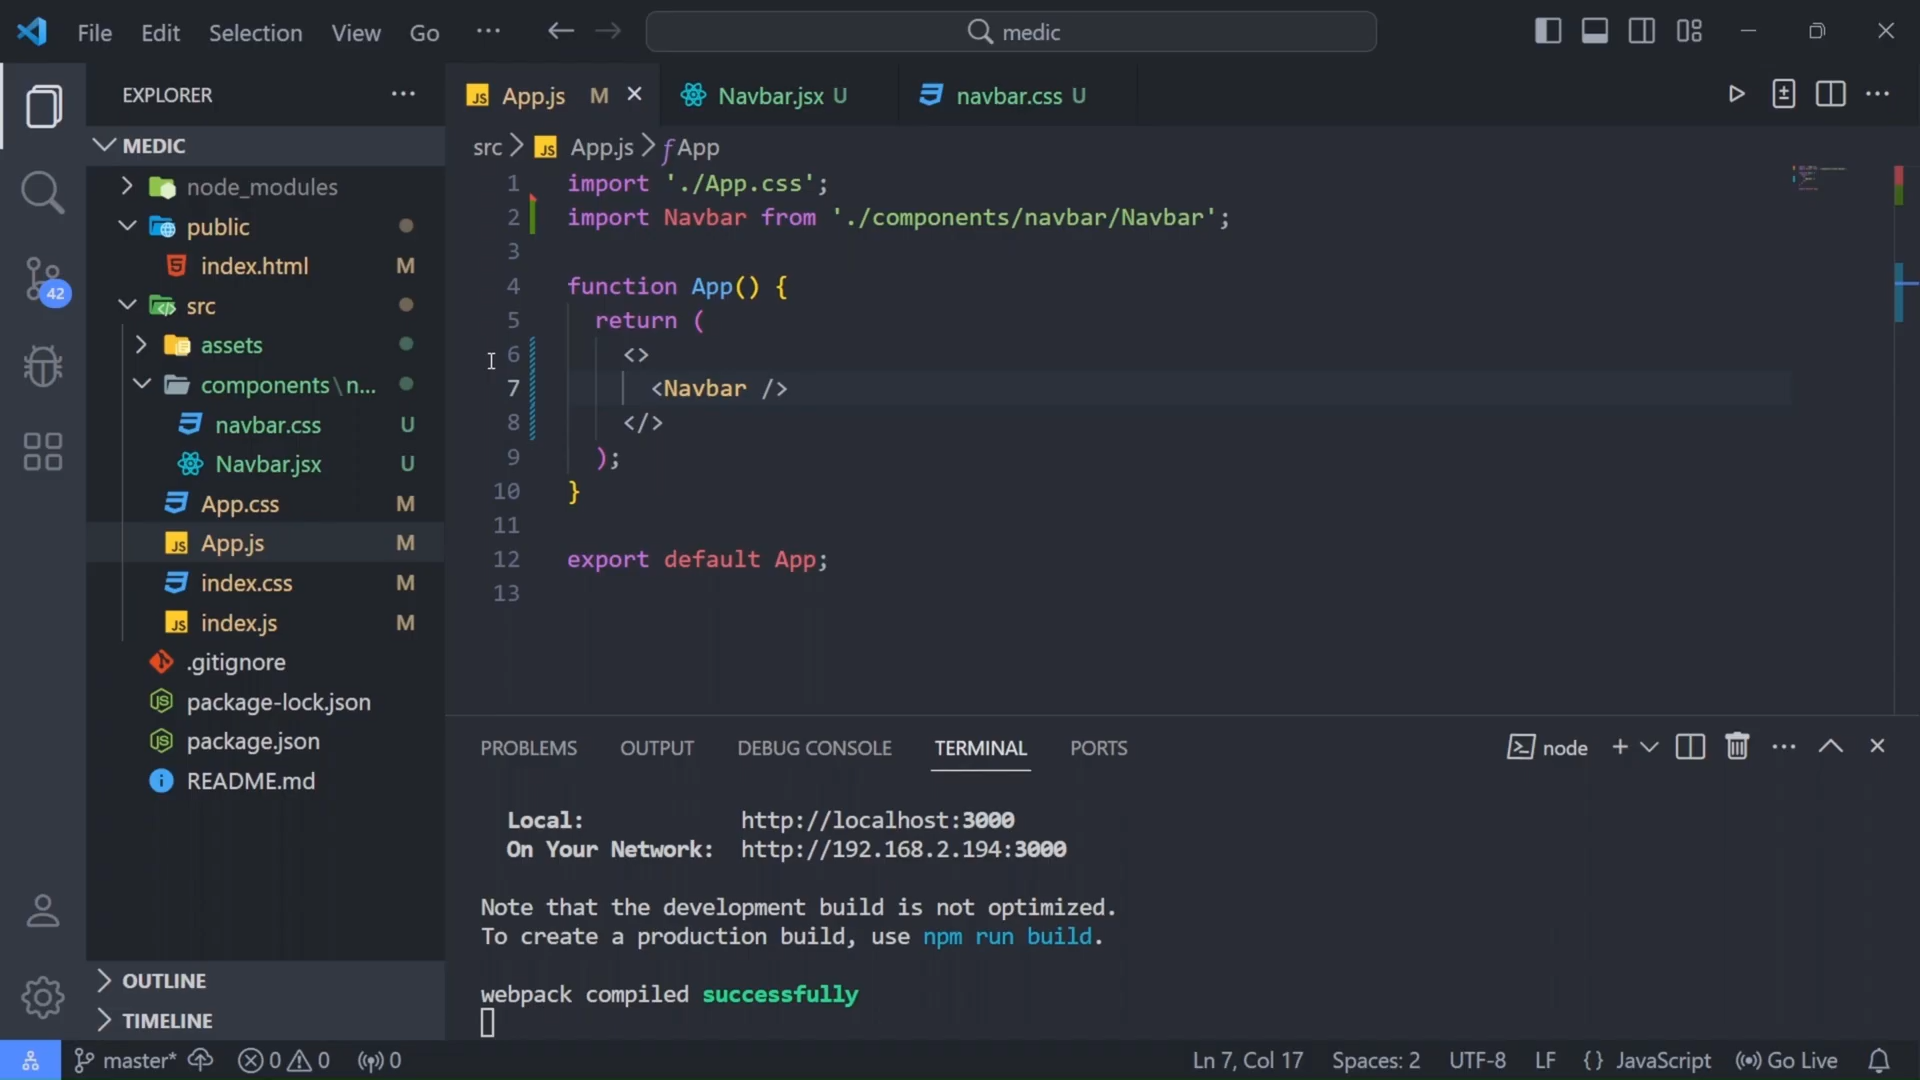 File Edit Selection View Go ··· medic
EXPLORER ···
MEDIC
node_modules
public
index.html M
src
assets
components\n...
navbar.css U
Navbar.jsx U
App.css M
App.js M
index.css M
index.js M
.gitignore
package-lock.json
package.json
README.md
OUTLINE
TIMELINE
42
App.js M
Navbar.jsx U
navbar.css U
src > App.js > App
1 import './App.css';
2 import Navbar from './components/navbar/Navbar';
3
4 function App() {
5 return (
6 <>
7 <Navbar />
8 </>
9 );
10 }
11
12 export default App;
13
PROBLEMS OUTPUT DEBUG CONSOLE TERMINAL PORTS
node
Local: http://localhost:3000
On Your Network: http://192.168.2.194:3000
Note that the development build is not optimized.
To create a production build, use npm run build.
webpack compiled successfully
master* 0 0 0 Ln 7, Col 17 Spaces: 2 UTF-8 LF {} JavaScript Go Live